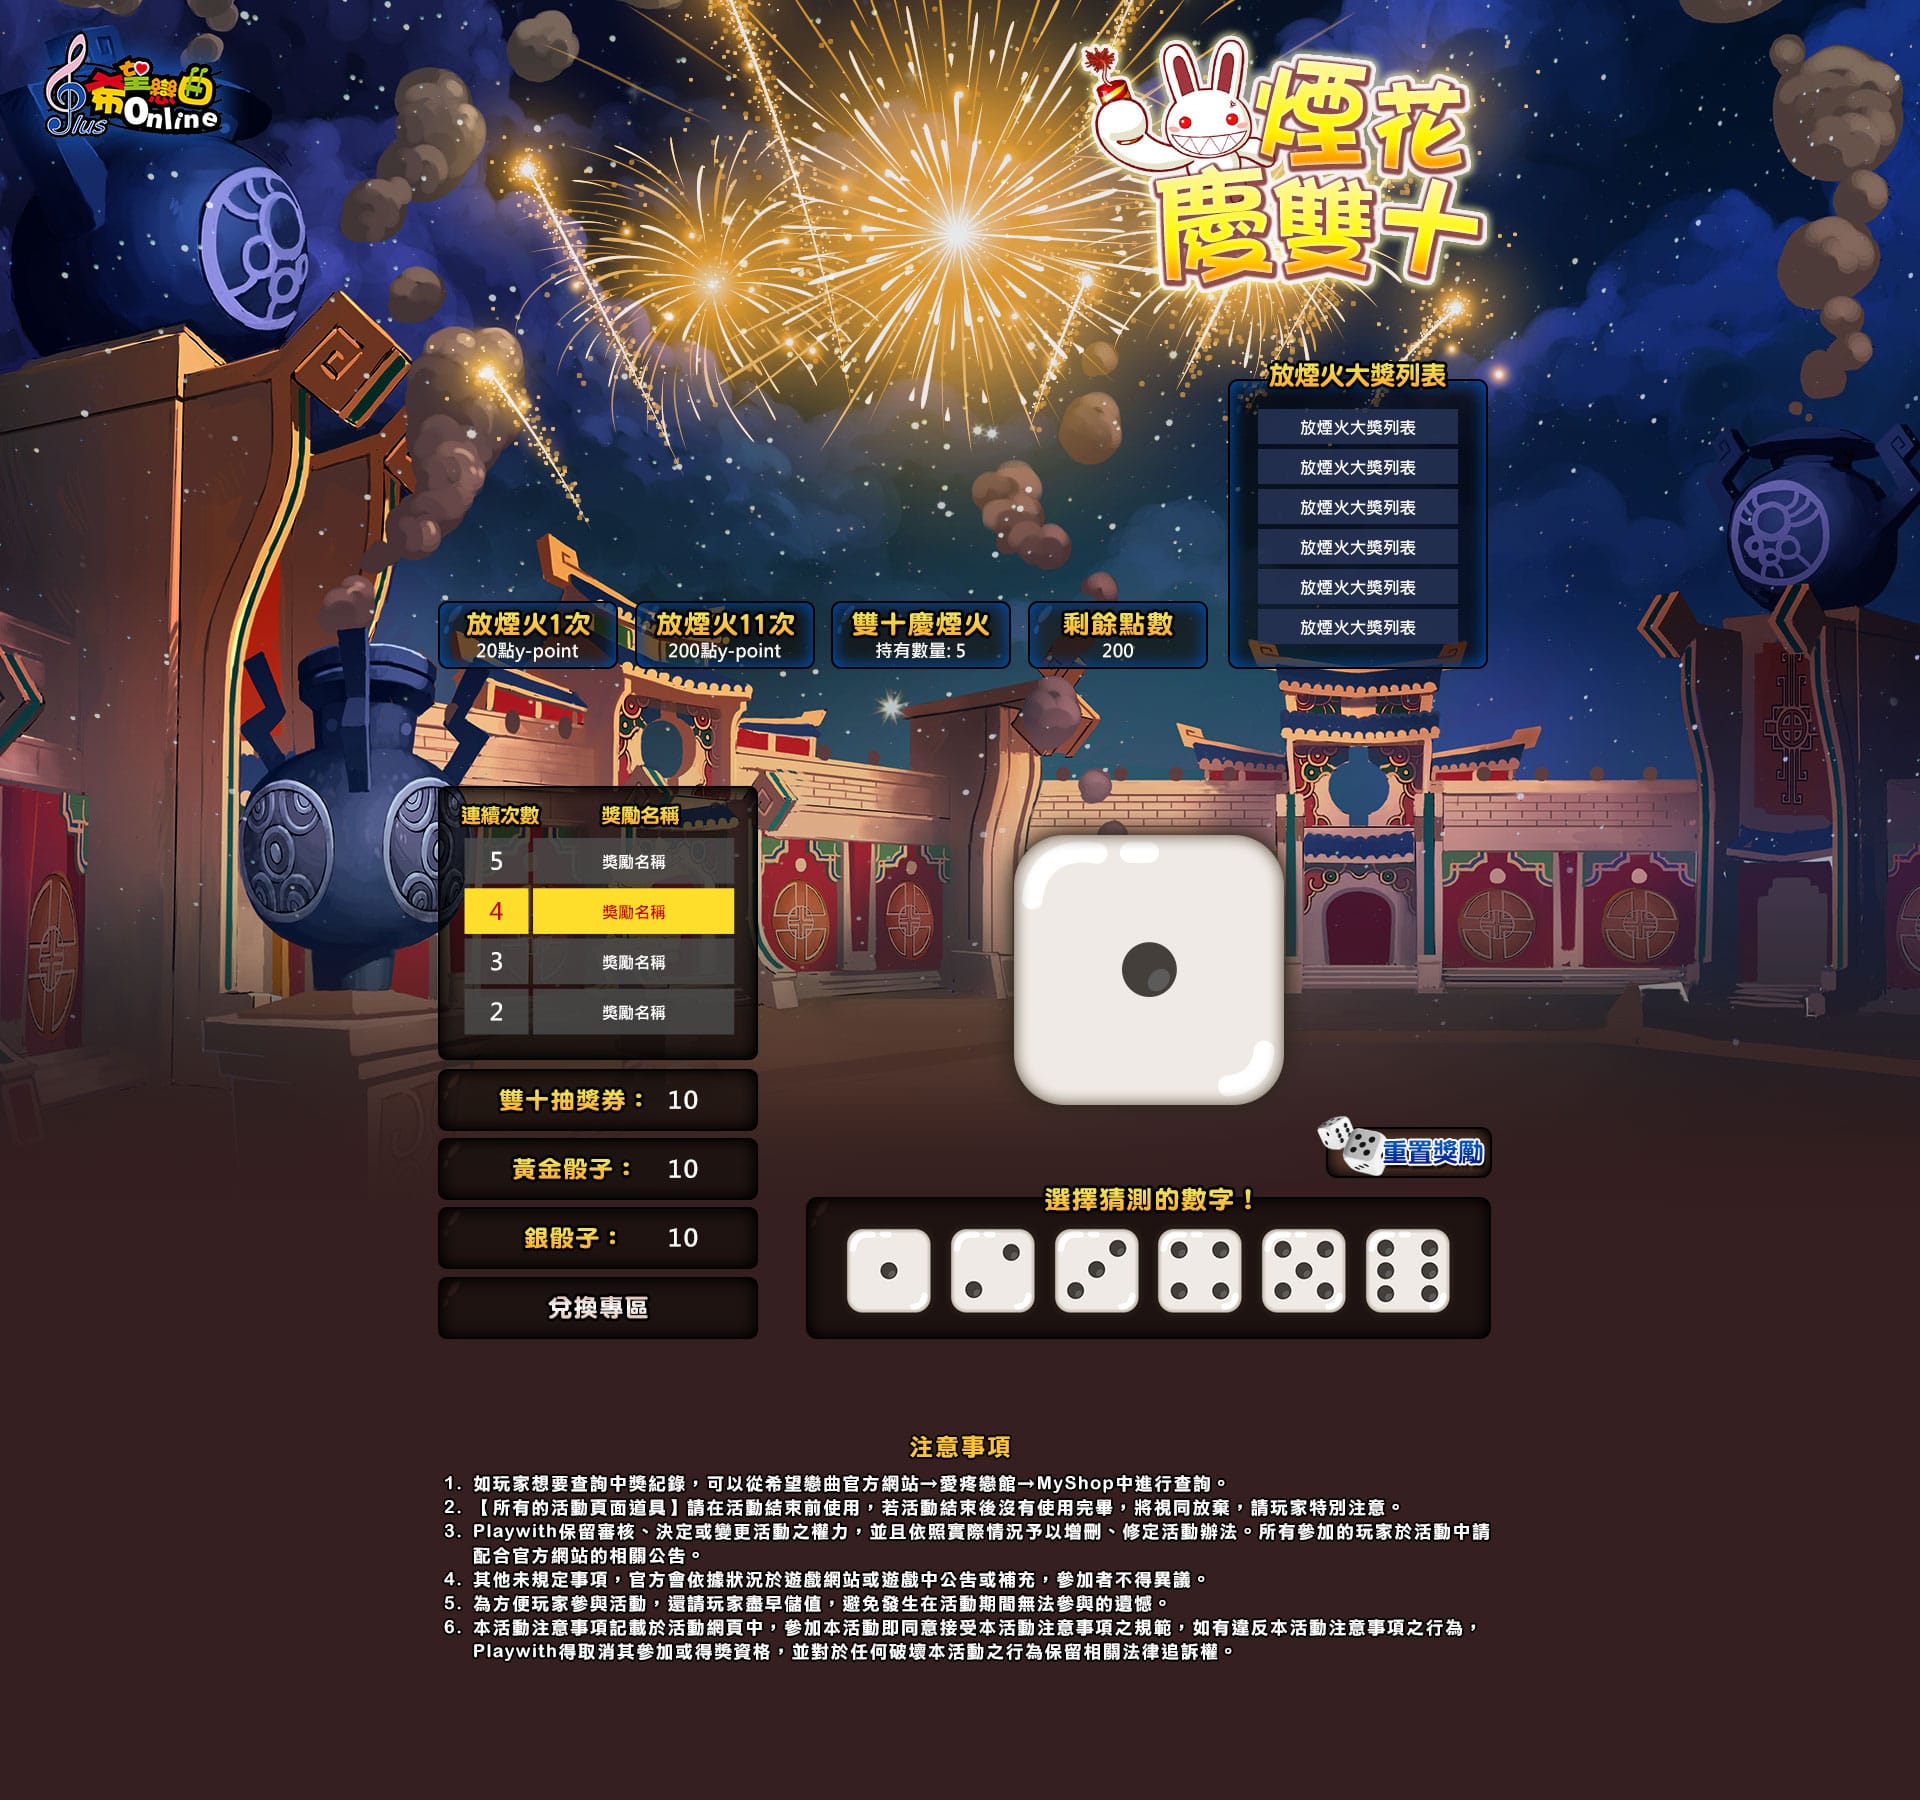 Plus 希望戀曲 Online
煙花
慶雙十
放煙火大獎列表
放煙火大獎列表
放煙火大獎列表
放煙火大獎列表
放煙火大獎列表
放煙火大獎列表
放煙火大獎列表
放煙火1次
20點y-point
放煙火11次
200點y-point
雙十慶煙火
持有數量: 5
剩餘點數
200
連續次數 獎勵名稱
5 獎勵名稱
4 獎勵名稱
3 獎勵名稱
2 獎勵名稱
雙十抽獎券： 10
黃金骰子： 10
銀骰子： 10
兌換專區
重置獎勵
選擇猜測的數字！
注意事項
1. 如玩家想要查詢中獎紀錄，可以從希望戀曲官方網站→愛疼戀館→MyShop中進行查詢。
2. 【所有的活動頁面道具】請在活動結束前使用，若活動結束後沒有使用完畢，將視同放棄，請玩家特別注意。
3. Playwith保留審核、決定或變更活動之權力，並且依照實際情況予以增刪、修定活動辦法。所有參加的玩家於活動中請
配合官方網站的相關公告。
4. 其他未規定事項，官方會依據狀況於遊戲網站或遊戲中公告或補充，參加者不得異議。
5. 為方便玩家參與活動，還請玩家盡早儲值，避免發生在活動期間無法參與的遺憾。
6. 本活動注意事項記載於活動網頁中，參加本活動即同意接受本活動注意事項之規範，如有違反本活動注意事項之行為，
Playwith得取消其參加或得獎資格，並對於任何破壞本活動之行為保留相關法律追訴權。